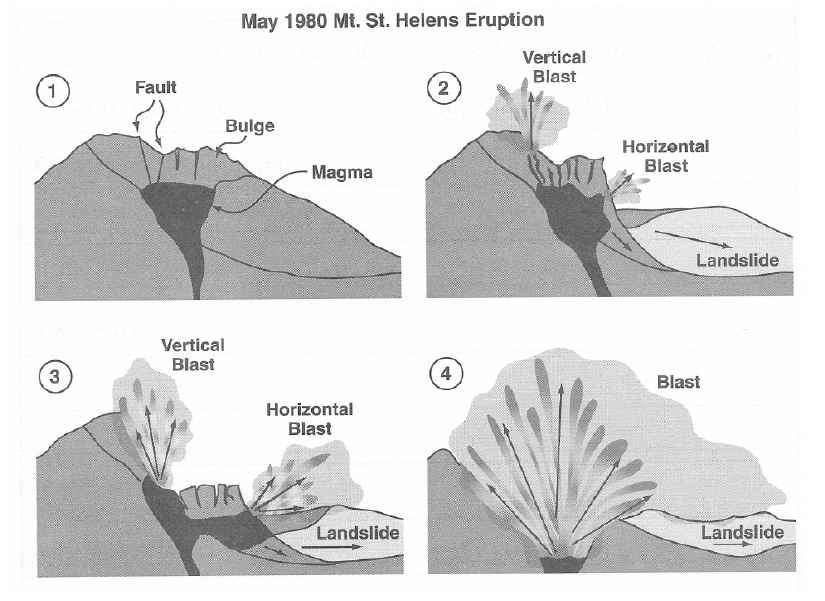 May 1980 Mt. St. Helens Eruption
1
Fault
Bulge
Magma
2
Vertical
Blast
Horizontal
Blast
Landslide
3
Vertical
Blast
Horizontal
Blast
Landslide
4
Blast
Landslide